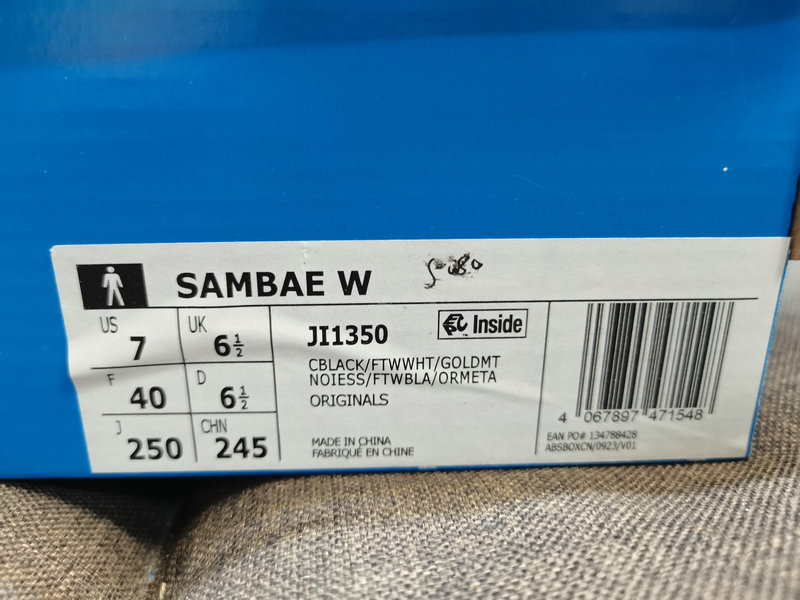 SAMBAE W
US 7 UK 6½
F 40 D 6½
J 250 CHN 245
JI1350
Inside
CBLACK/FTWWHT/GOLDMT
NOIESS/FTWBLA/ORMETA
ORIGINALS
MADE IN CHINA
FABRIQUÉ EN CHINE
4 067897 471548
EAN PO# 134788428
ABSBOXCN/0923/V01